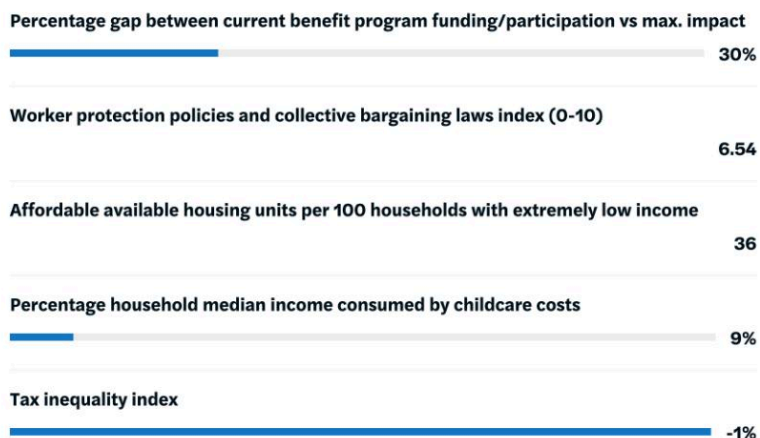 Percentage gap between current benefit program funding/participation vs max. impact
30%
Worker protection policies and collective bargaining laws index (0-10)
6.54
Affordable available housing units per 100 households with extremely low income
36
Percentage household median income consumed by childcare costs
9%
Tax inequality index
-1%